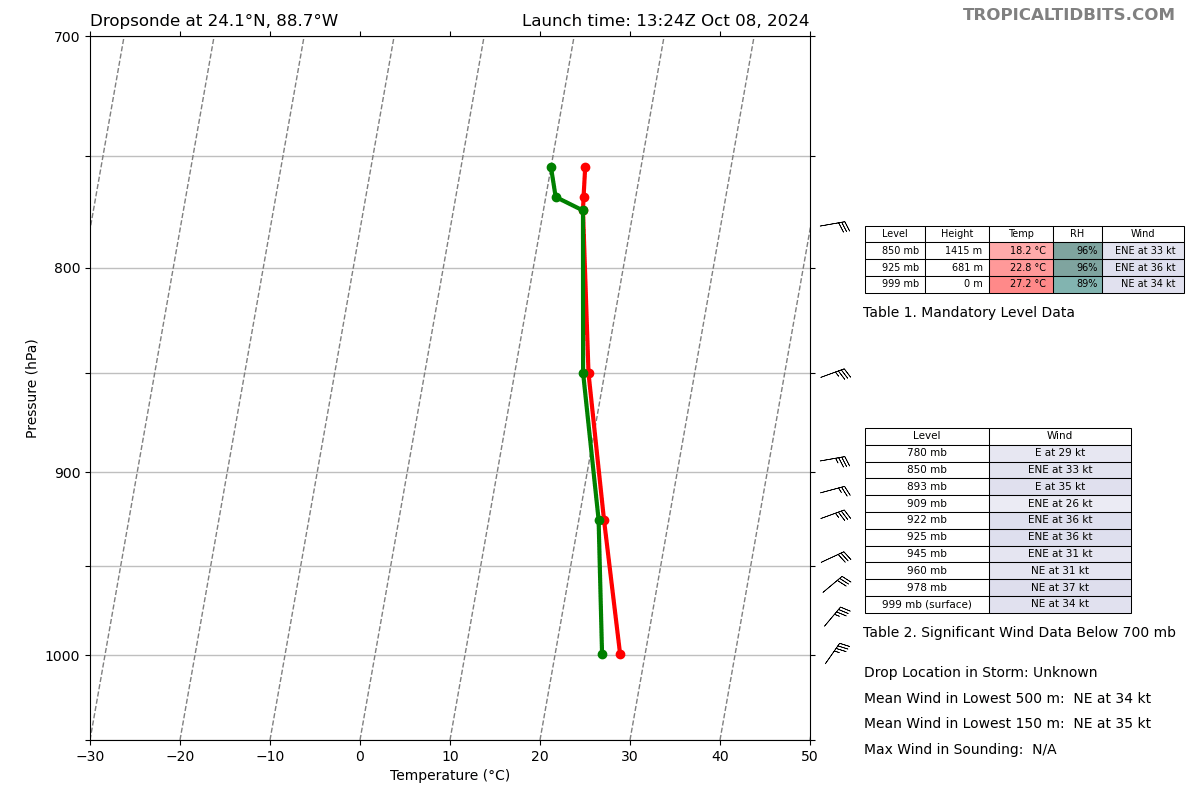 Dropsonde at 24.1°N, 88.7°W Launch time: 13:24Z Oct 08, 2024
TROPICALTIDBITS.COM
700
800
900
1000
Pressure (hPa)
−30 −20 −10 0 10 20 30 40 50
Temperature (°C)
Level Height Temp RH Wind
850 mb 1415 m 18.2 °C 96% ENE at 33 kt
925 mb 681 m 22.8 °C 96% ENE at 36 kt
999 mb 0 m 27.2 °C 89% NE at 34 kt
Table 1. Mandatory Level Data
Level Wind
780 mb E at 29 kt
850 mb ENE at 33 kt
893 mb E at 35 kt
909 mb ENE at 26 kt
922 mb ENE at 36 kt
925 mb ENE at 36 kt
945 mb ENE at 31 kt
960 mb NE at 31 kt
978 mb NE at 37 kt
999 mb (surface) NE at 34 kt
Table 2. Significant Wind Data Below 700 mb
Drop Location in Storm: Unknown
Mean Wind in Lowest 500 m: NE at 34 kt
Mean Wind in Lowest 150 m: NE at 35 kt
Max Wind in Sounding: N/A